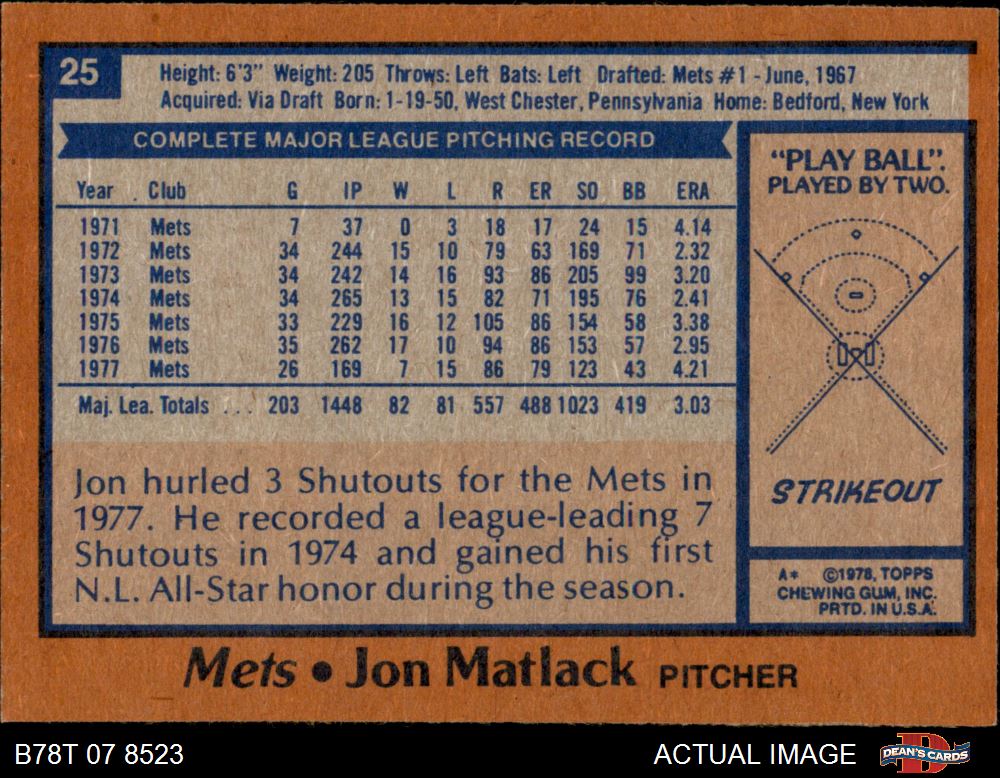 25
Height: 6'3" Weight: 205 Throws: Left Bats: Left Drafted: Mets #1 - June, 1967
Acquired: Via Draft Born: 1-19-50, West Chester, Pennsylvania Home: Bedford, New York
COMPLETE MAJOR LEAGUE PITCHING RECORD
Year Club G IP W L R ER SO BB ERA
1971 Mets 7 37 0 3 18 17 24 15 4.14
1972 Mets 34 244 15 10 79 63 169 71 2.32
1973 Mets 34 242 14 16 93 86 205 99 3.20
1974 Mets 34 265 13 15 82 71 195 76 2.41
1975 Mets 33 229 16 12 105 86 154 58 3.38
1976 Mets 35 262 17 10 94 86 153 57 2.95
1977 Mets 26 169 7 15 86 79 123 43 4.21
Maj. Lea. Totals ... 203 1448 82 81 557 488 1023 419 3.03
Jon hurled 3 Shutouts for the Mets in
1977. He recorded a league-leading 7
Shutouts in 1974 and gained his first
N.L. All-Star honor during the season.
"PLAY BALL".
PLAYED BY TWO.
STRIKEOUT
A* ©1978, TOPPS
CHEWING GUM, INC.
PRTD. IN U.S.A.
Mets • Jon Matlack PITCHER
B78T 07 8523
ACTUAL IMAGE
DEAN'S CARDS